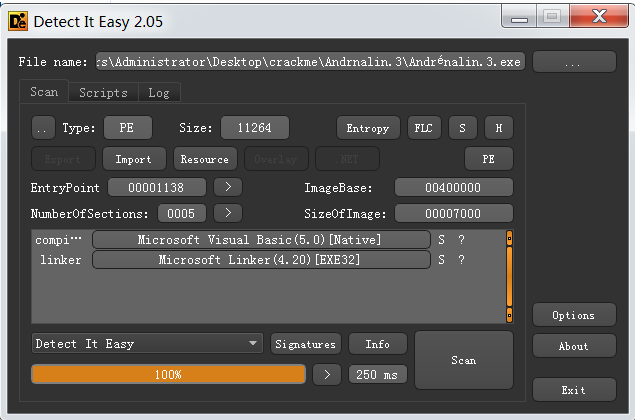 Detect It Easy 2.05
File name: rs\Administrator\Desktop\crackme\Andrnalin.3\Andrénalin.3.exe ...
Scan Scripts Log
.. Type: PE Size: 11264 Entropy FLC S H
Export Import Resource Overlay .NET PE
EntryPoint 00001138 > ImageBase: 00400000
NumberOfSections: 0005 > SizeOfImage: 00007000
compi… Microsoft Visual Basic(5.0)[Native] S ?
linker Microsoft Linker(4.20)[EXE32] S ?
Options
Detect It Easy Signatures Info Scan About
100% > 250 ms
Exit